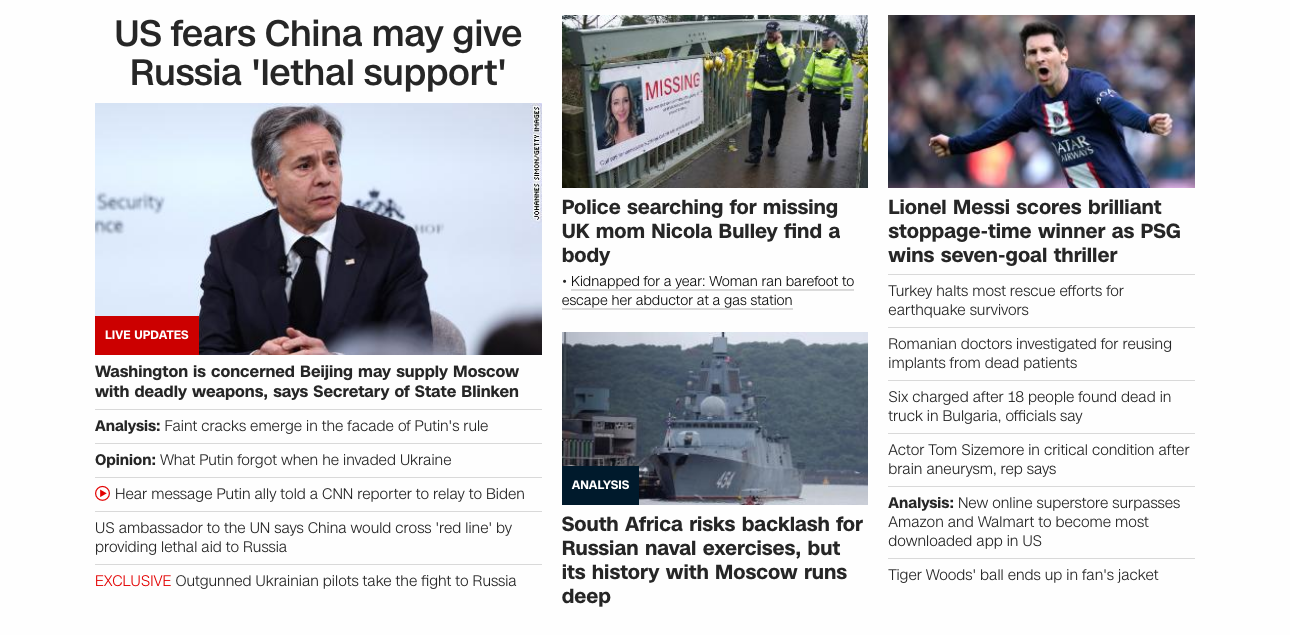 US fears China may give
Russia 'lethal support'
JOHANNES SIMON/GETTY IMAGES
Security
nce
HOF
LIVE UPDATES
Washington is concerned Beijing may supply Moscow
with deadly weapons, says Secretary of State Blinken
Analysis: Faint cracks emerge in the facade of Putin's rule
Opinion: What Putin forgot when he invaded Ukraine
Hear message Putin ally told a CNN reporter to relay to Biden
US ambassador to the UN says China would cross 'red line' by
providing lethal aid to Russia
EXCLUSIVE Outgunned Ukrainian pilots take the fight to Russia
MISSING
Police searching for missing
UK mom Nicola Bulley find a
body
• Kidnapped for a year: Woman ran barefoot to
escape her abductor at a gas station
454
ANALYSIS
South Africa risks backlash for
Russian naval exercises, but
its history with Moscow runs
deep
QATAR
AIRWAYS
Lionel Messi scores brilliant
stoppage-time winner as PSG
wins seven-goal thriller
Turkey halts most rescue efforts for
earthquake survivors
Romanian doctors investigated for reusing
implants from dead patients
Six charged after 18 people found dead in
truck in Bulgaria, officials say
Actor Tom Sizemore in critical condition after
brain aneurysm, rep says
Analysis: New online superstore surpasses
Amazon and Walmart to become most
downloaded app in US
Tiger Woods' ball ends up in fan's jacket